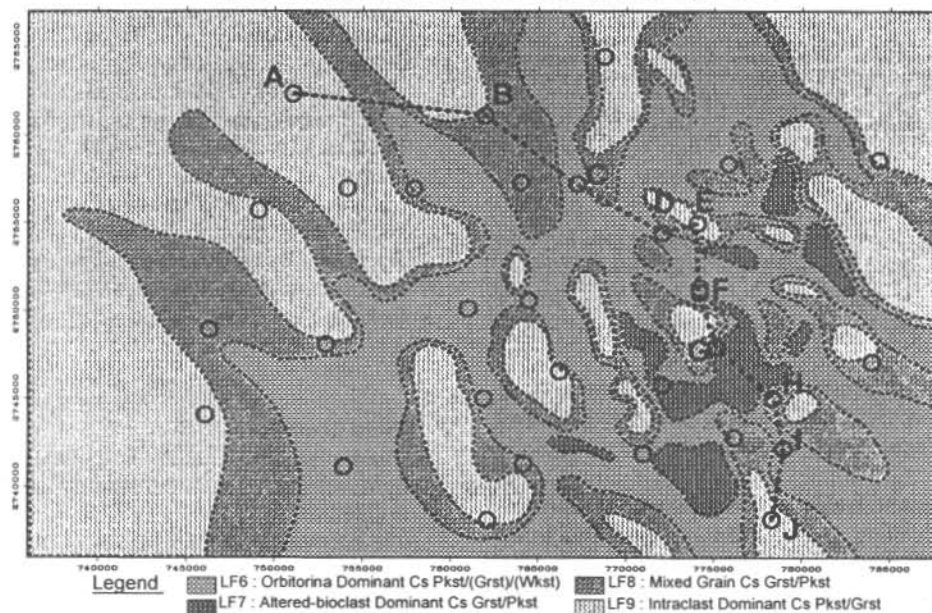 2765000
A
B
2760000
E
D
2755000
F
2750000
H
2745000
I
2740000
J
740000 745000 750000 755000 760000 765000 770000 775000 780000 785000
Legend
LF6 : Orbitorina Dominant Cs Pkst/(Grst)/(Wkst)
LF8 : Mixed Grain Cs Grst/Pkst
LF7 : Altered-bioclast Dominant Cs Grst/Pkst
LF9 : Intraclast Dominant Cs Pkst/Grst